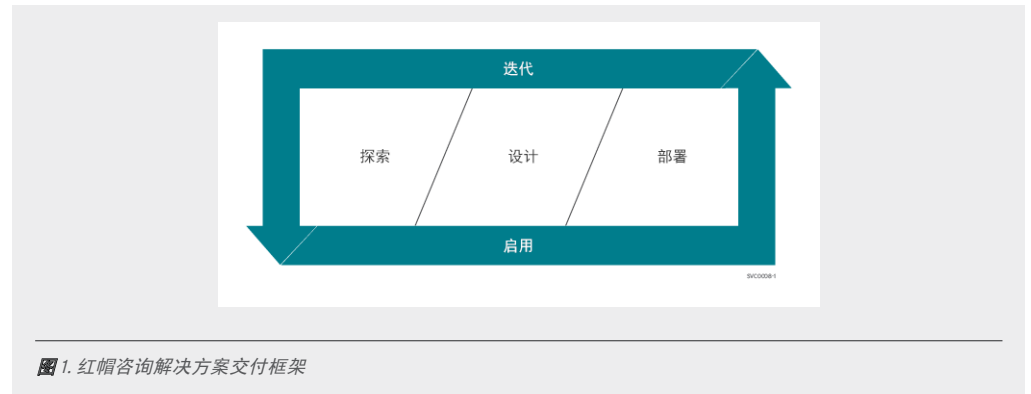 迭代
探索
设计
部署
启用
SVC0008-1
图 1. 红帽咨询解决方案交付框架